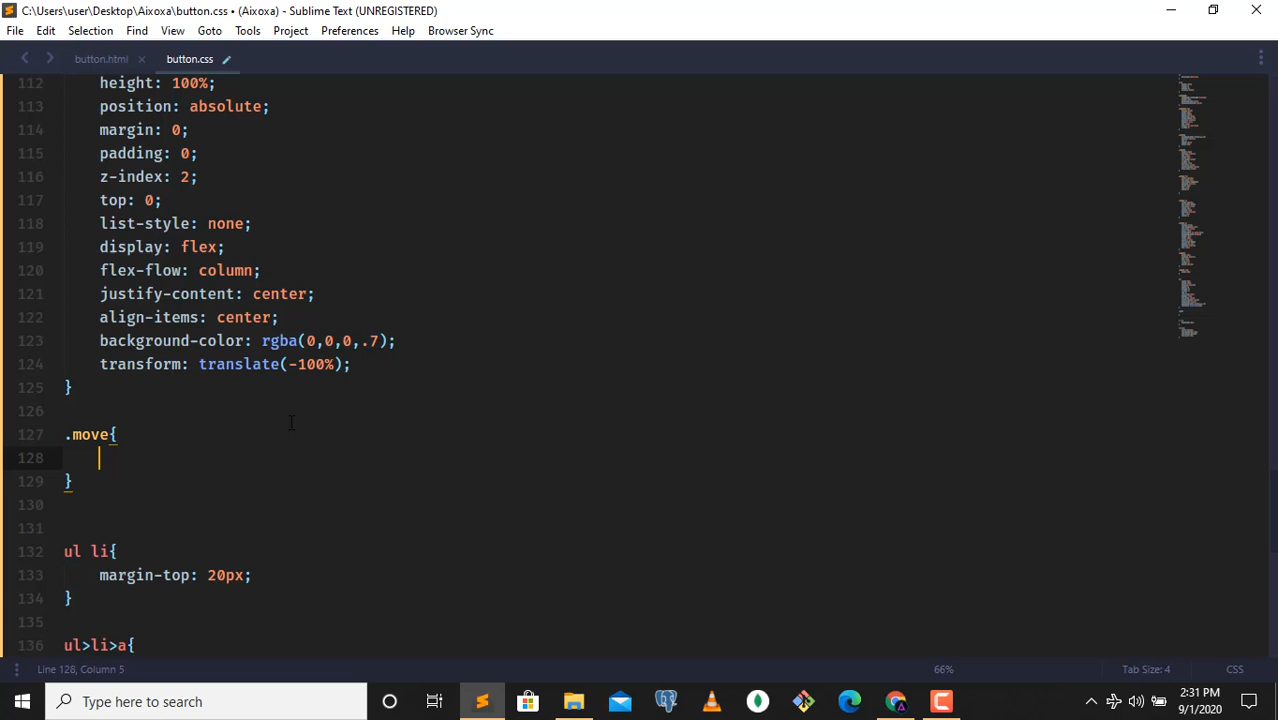 C:\Users\user\Desktop\Aixoxa\button.css • (Aixoxa) - Sublime Text (UNREGISTERED)
File Edit Selection Find View Goto Tools Project Preferences Help Browser Sync
button.html button.css
112 height: 100%;
113 position: absolute;
114 margin: 0;
115 padding: 0;
116 z-index: 2;
117 top: 0;
118 list-style: none;
119 display: flex;
120 flex-flow: column;
121 justify-content: center;
122 align-items: center;
123 background-color: rgba(0,0,0,.7);
124 transform: translate(-100%);
125 }
126
127 .move{
128
129 }
130
131
132 ul li{
133 margin-top: 20px;
134 }
135
136 ul>li>a{
Line 128, Column 5 66% Tab Size: 4 CSS
Type here to search
2:31 PM
9/1/2020